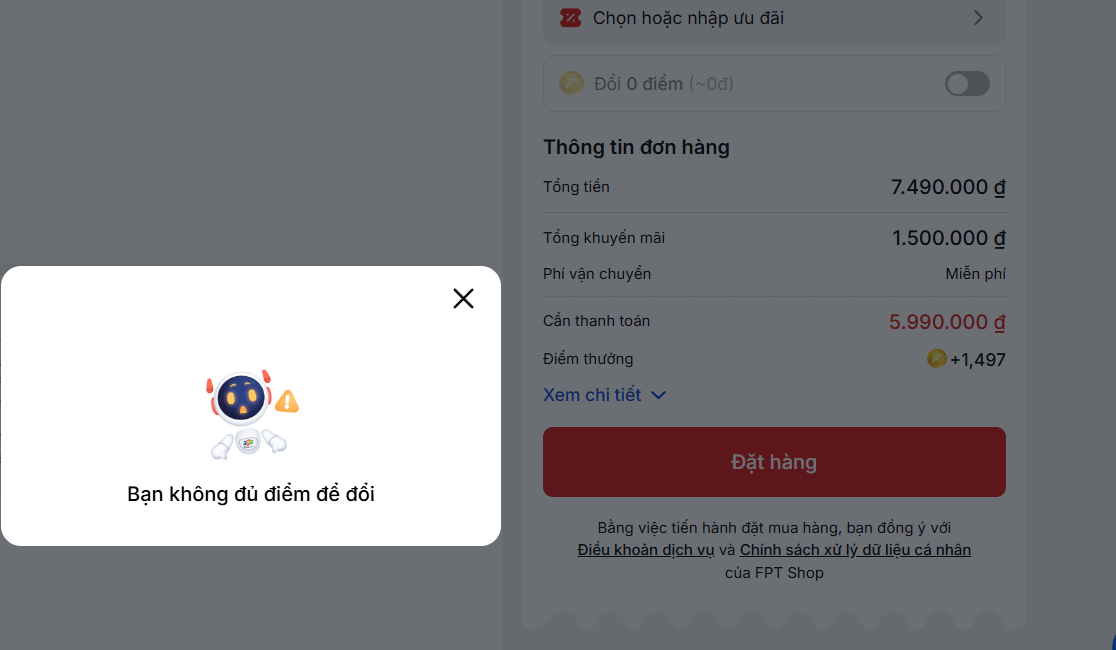 Chọn hoặc nhập ưu đãi
Đổi 0 điểm (~0đ)
Thông tin đơn hàng
Tổng tiền 7.490.000 ₫
Tổng khuyến mãi 1.500.000 ₫
Phí vận chuyển Miễn phí
Cần thanh toán 5.990.000 ₫
Điểm thưởng +1,497
Xem chi tiết
Đặt hàng
Bằng việc tiến hành đặt mua hàng, bạn đồng ý với
Điều khoản dịch vụ và Chính sách xử lý dữ liệu cá nhân
của FPT Shop
FPT
Bạn không đủ điểm để đổi